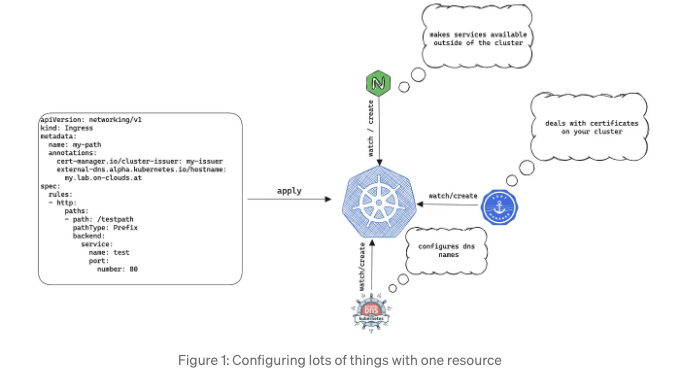 makes services available
outside of the cluster
watch / create
apiVersion: networking/v1
kind: Ingress
metadata:
name: my-path
annotations:
cert-manager.io/cluster-issuer: my-issuer
external-dns.alpha.kubernetes.io/hostname:
my.lab.on-clouds.at
spec:
rules:
- http:
paths:
- path: /testpath
pathType: Prefix
backend:
service:
name: test
port:
number: 80
apply
deals with certificates
on your cluster
watch/create
configures dns
names
watch/create
DNS
kubernetes
Figure 1: Configuring lots of things with one resource